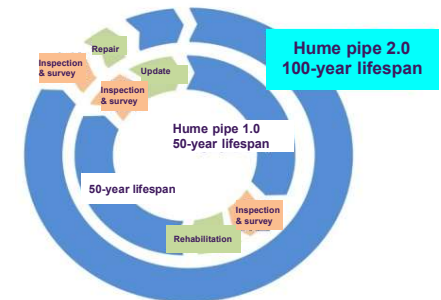 Hume pipe 2.0
100-year lifespan
Repair
Inspection
& survey
Update
Inspection
& survey
Hume pipe 1.0
50-year lifespan
50-year lifespan
Inspection
& survey
Rehabilitation